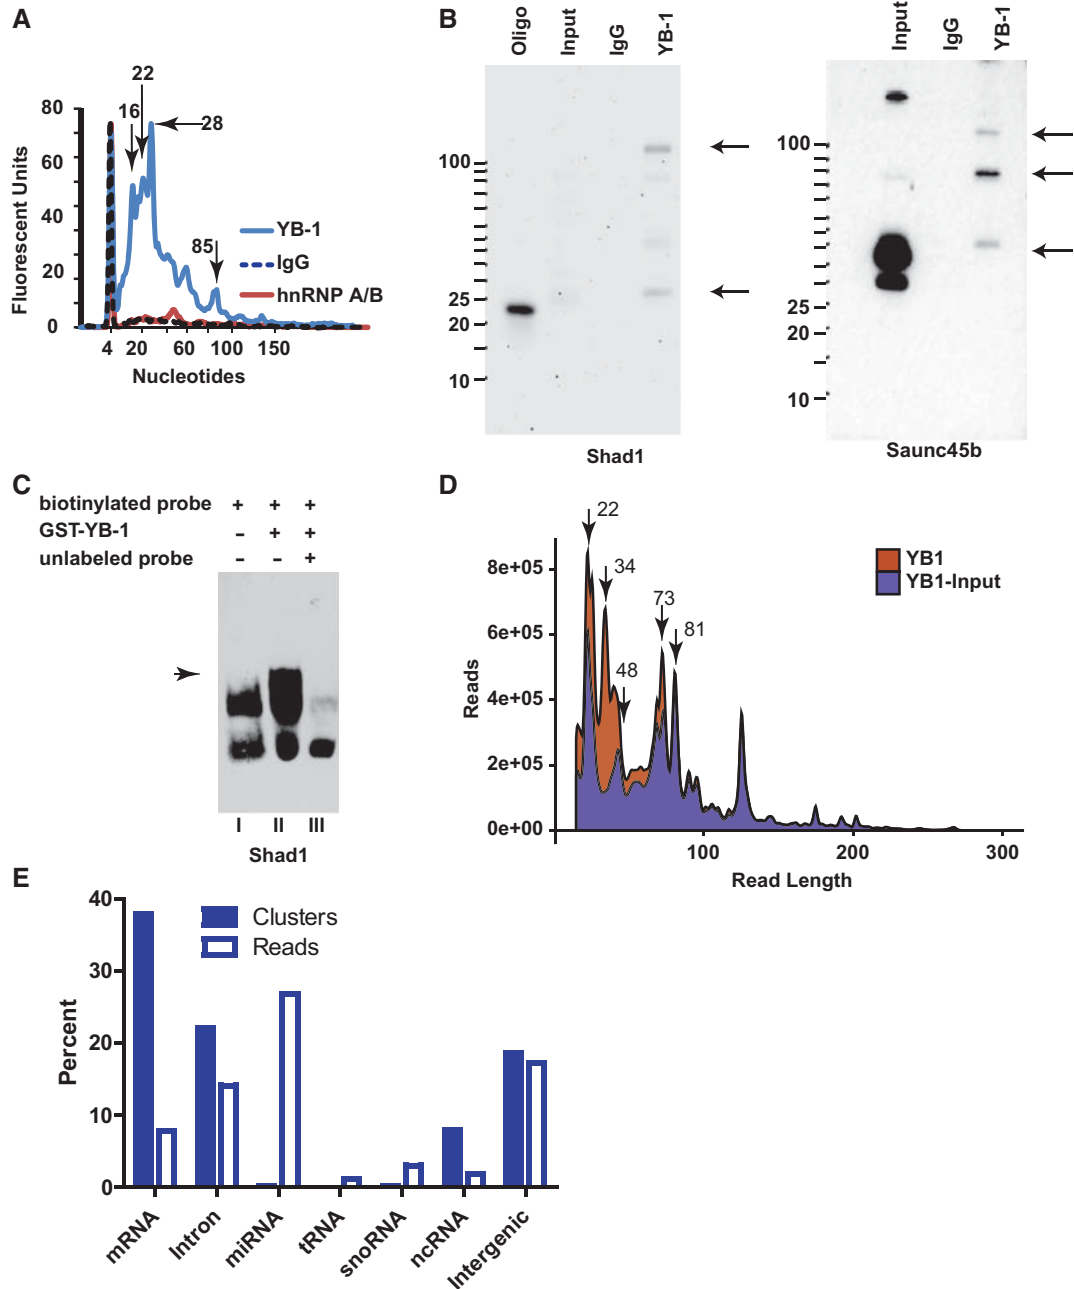 A
Fluorescent Units
80
60
40
20
0
16
22
28
85
YB-1
IgG
hnRNP A/B
4 20 60 100 150
Nucleotides
B
Oligo
Input
IgG
YB-1
100
25
20
10
Shad1
Input
IgG
YB-1
100
25
20
10
Saunc45b
C
biotinylated probe + + +
GST-YB-1 - + +
unlabeled probe - - +
I II III
Shad1
D
Reads
8e+05
6e+05
4e+05
2e+05
0e+00
22
34
48
73
81
YB1
YB1-Input
100 200 300
Read Length
E
Percent
40
30
20
10
0
Clusters
Reads
mRNA
Intron
miRNA
tRNA
snoRNA
ncRNA
Intergenic